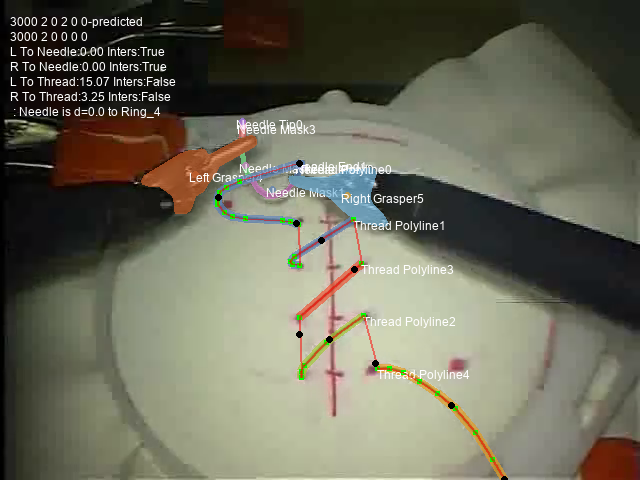 3000 2 0 2 0 0-predicted
3000 2 0 0 0 0
L To Needle:0.00 Inters:True
R To Needle:0.00 Inters:True
L To Thread:15.07 Inters:False
R To Thread:3.25 Inters:False
: Needle is d=0.0 to Ring_4
Needle Tip0
Needle Mask3
Polyline0
Left
Needle
Right Grasper5
Thread Polyline1
Thread Polyline3
Thread Polyline2
Thread Polyline4